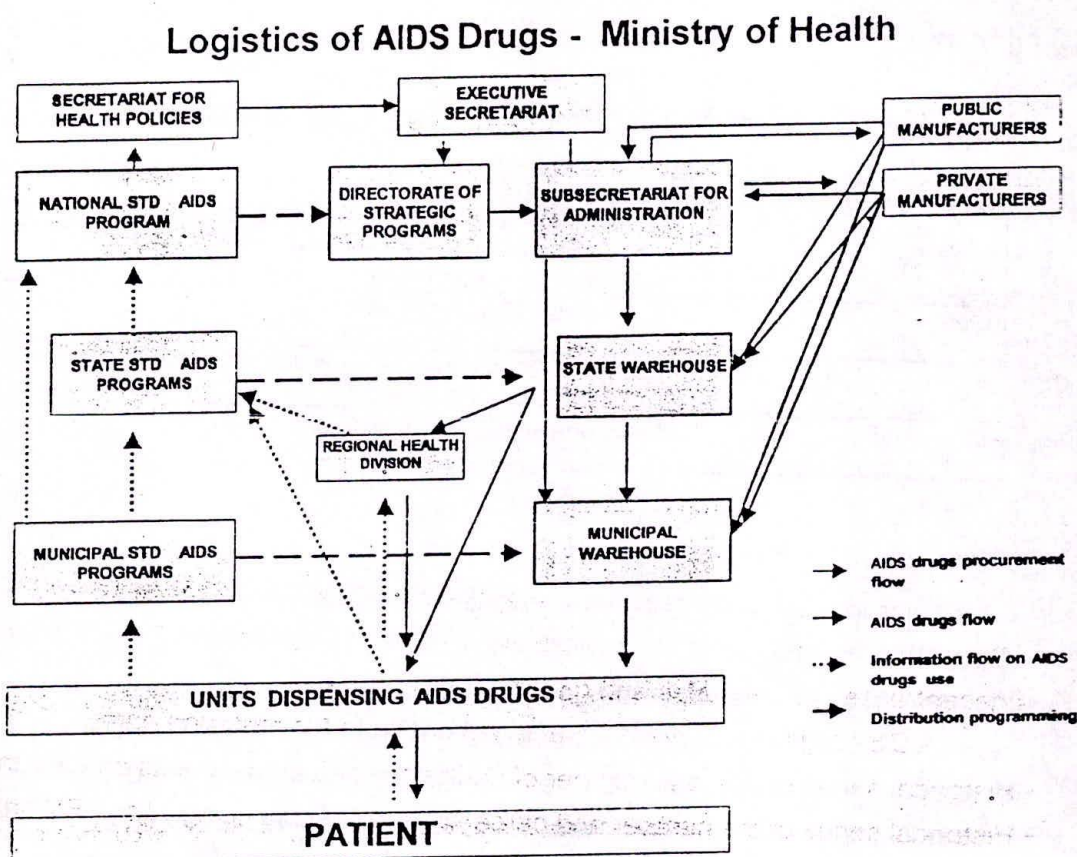 Logistics of AIDS Drugs - Ministry of Health
SECRETARIAT FOR
HEALTH POLICIES
EXECUTIVE
SECRETARIAT
PUBLIC
MANUFACTURERS
NATIONAL STD AIDS
PROGRAM
DIRECTORATE OF
STRATEGIC
PROGRAMS
SUBSECRETARIAT FOR
ADMINISTRATION
PRIVATE
MANUFACTURERS
STATE STD AIDS
PROGRAMS
STATE WAREHOUSE
REGIONAL HEALTH
DIVISION
MUNICIPAL STD AIDS
PROGRAMS
MUNICIPAL
WAREHOUSE
AIDS drugs procurement
flow
AIDS drugs flow
Information flow on AIDS
drugs use
Distribution programming
UNITS DISPENSING AIDS DRUGS
PATIENT